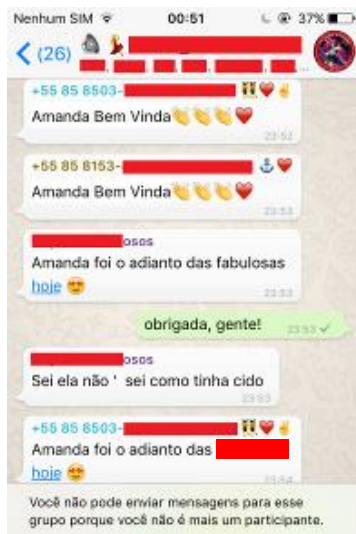 Nenhum SIM 00:51 37%
(26)
+55 85 8503-
Amanda Bem Vinda👏👏👏❤️
23:52
+55 85 8153-
Amanda Bem Vinda👏👏👏❤️
23:53
osos
Amanda foi o adianto das fabulosas
hoje 😍 23:53
obrigada, gente! 23:53
osos
Sei ela não ' sei como tinha cido
23:53
+55 85 8503-
Amanda foi o adianto das
hoje 😍 23:54
Você não pode enviar mensagens para esse
grupo porque você não é mais um participante.